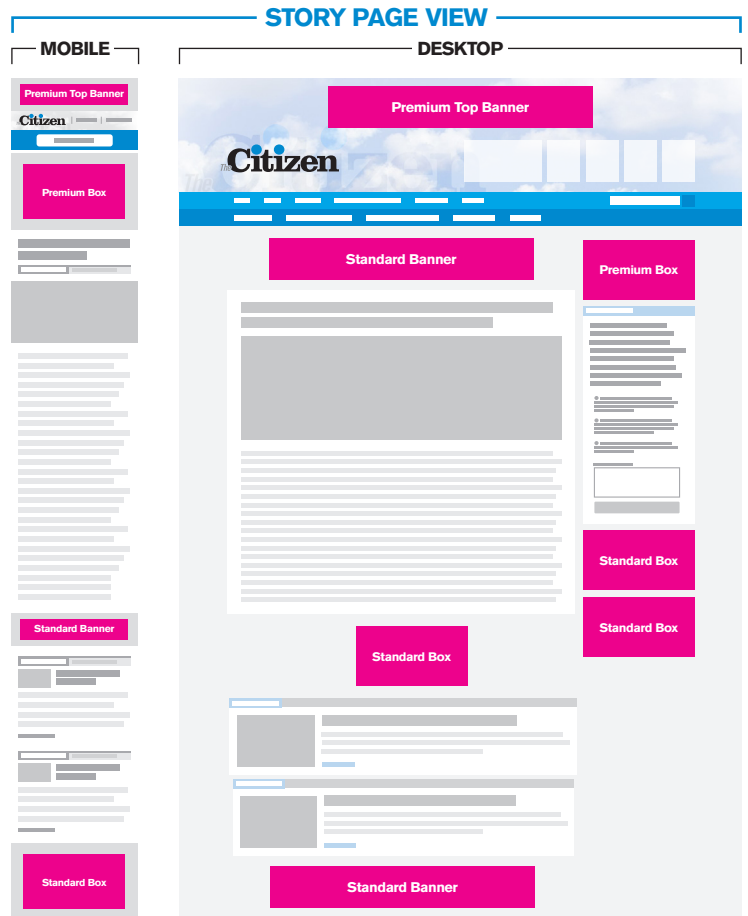 STORY PAGE VIEW
MOBILE
Premium Top Banner
Citizen
Premium Box
Standard Banner
Standard Box
DESKTOP
Premium Top Banner
The Citizen
Standard Banner
Premium Box
Standard Box
Standard Box
Standard Box
Standard Banner